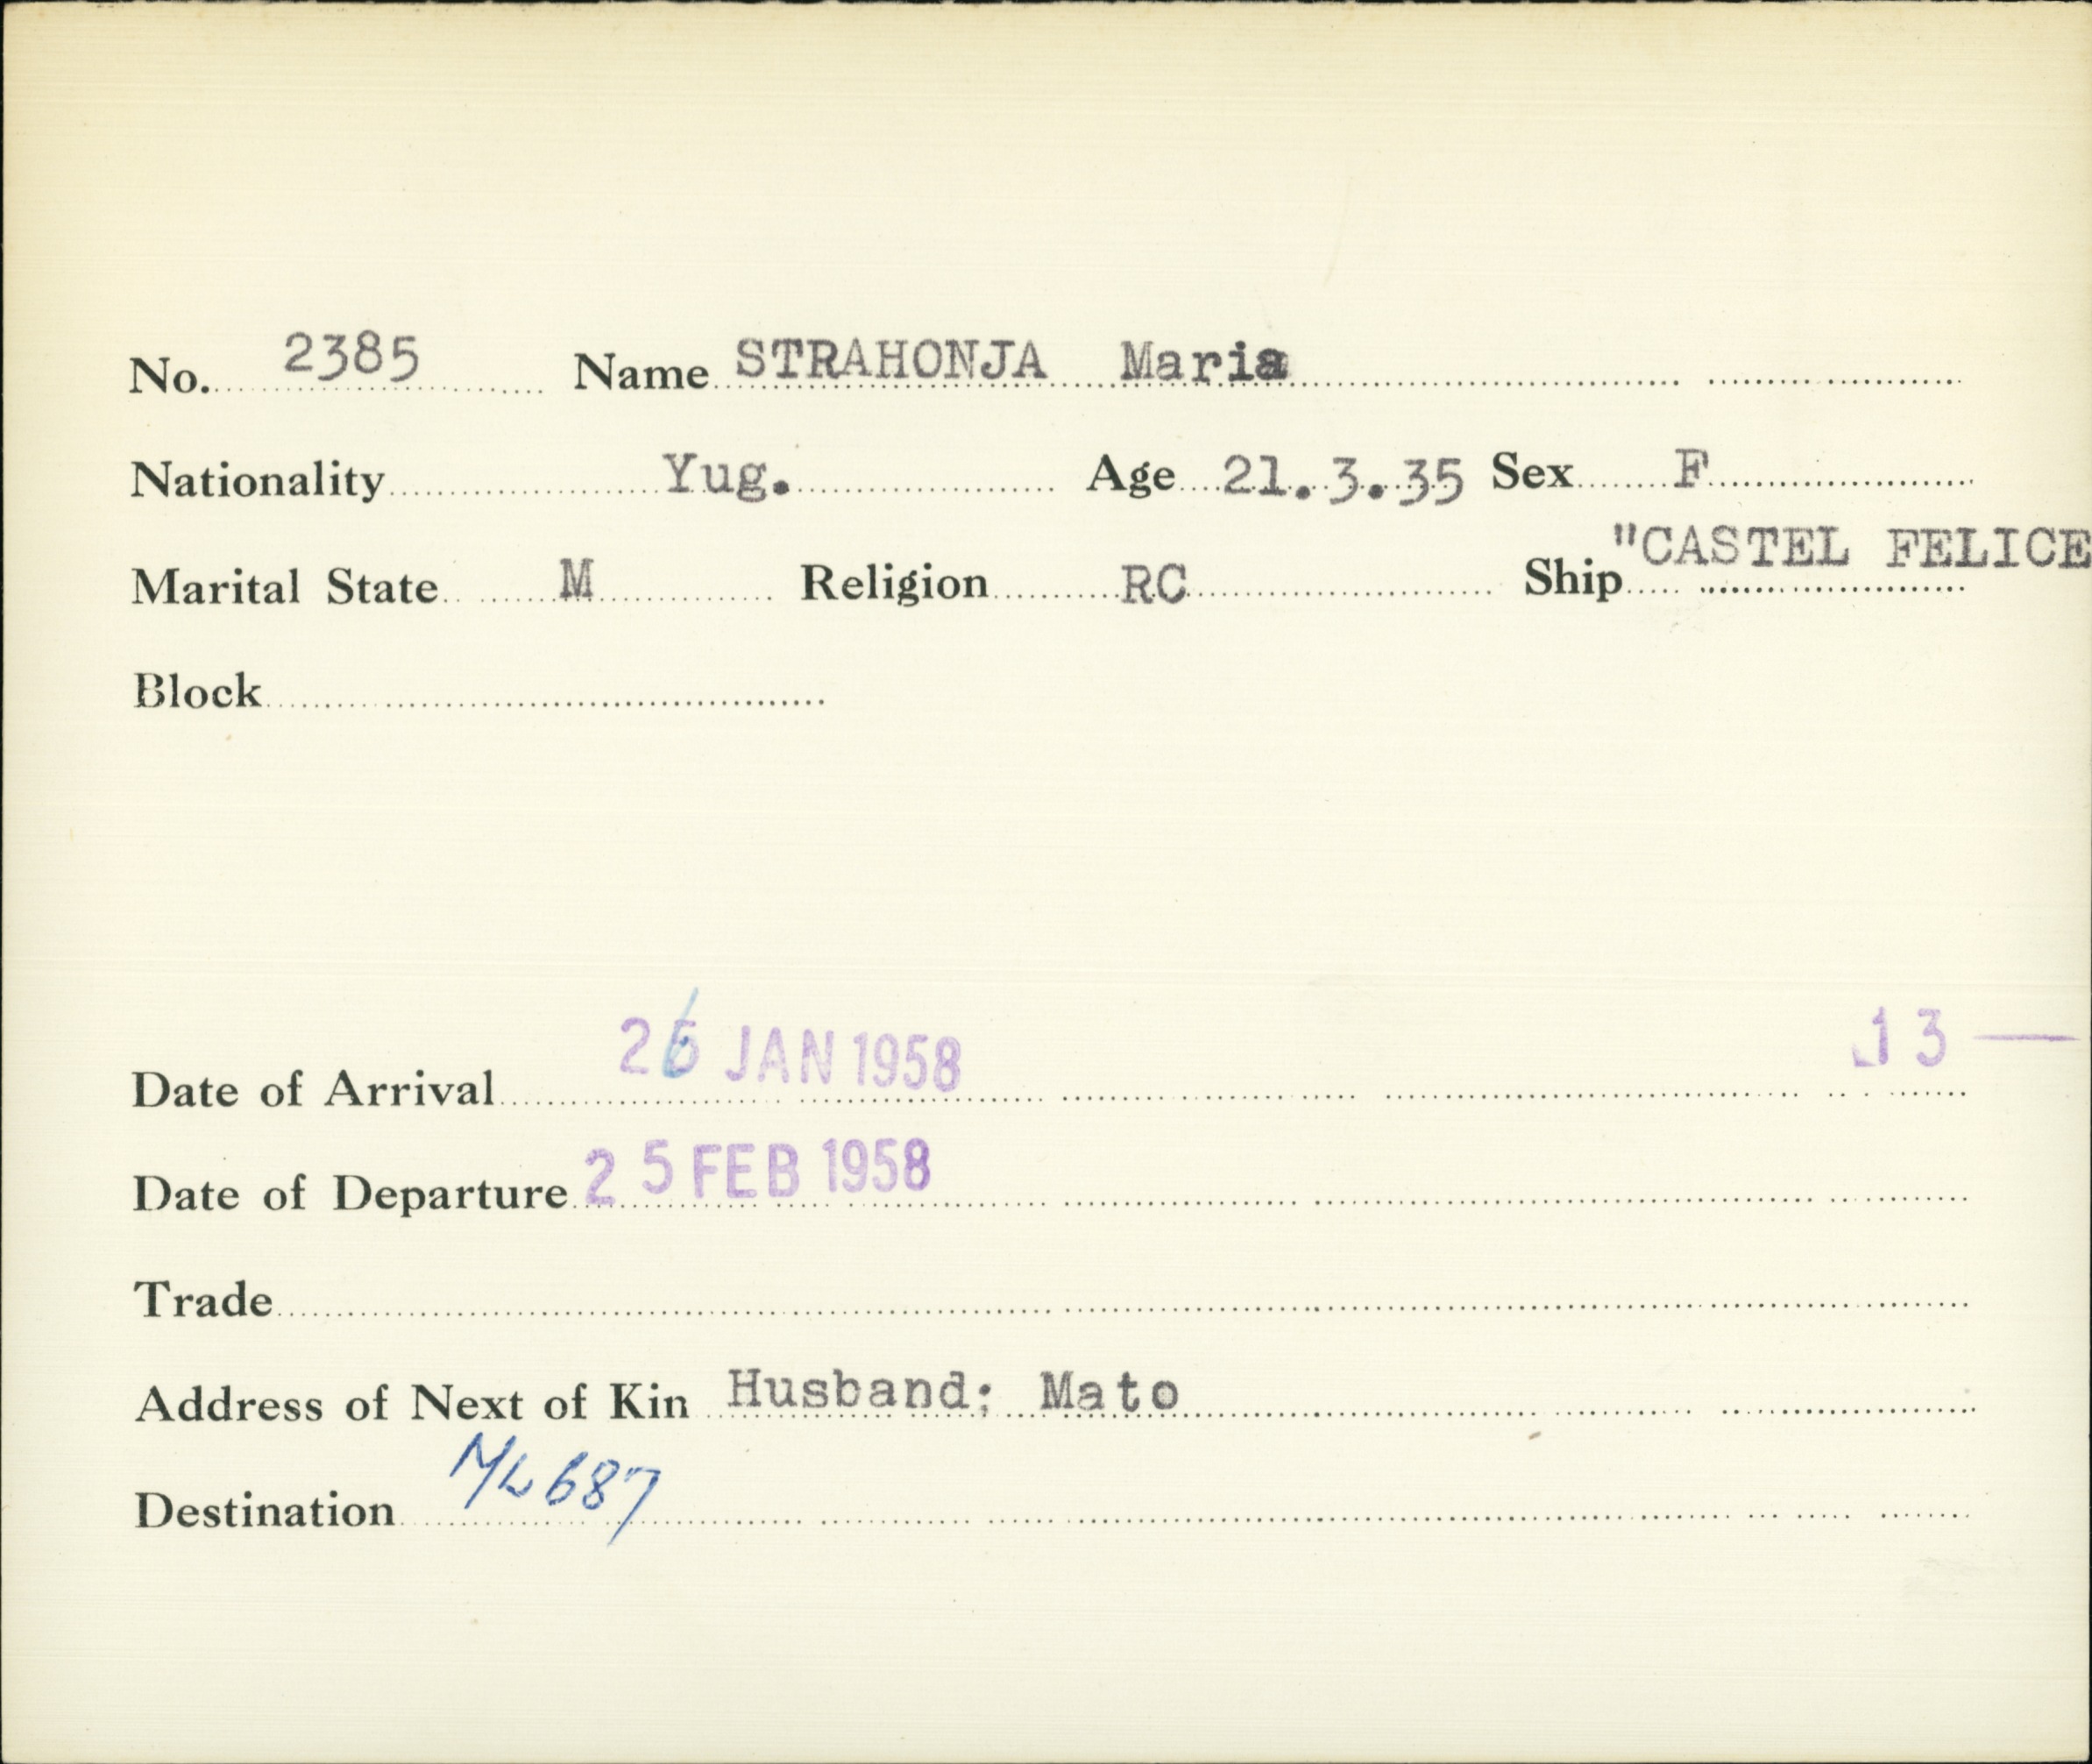 No. 2385 Name STRAHONJA Maria
Nationality Yug. Age 21.3.35 Sex F
Marital State M Religion RC Ship "CASTEL FELICE
Block
13 —
Date of Arrival 26 JAN 1958
Date of Departure 25 FEB 1958
Trade
Address of Next of Kin Husband; Mato
Destination 687